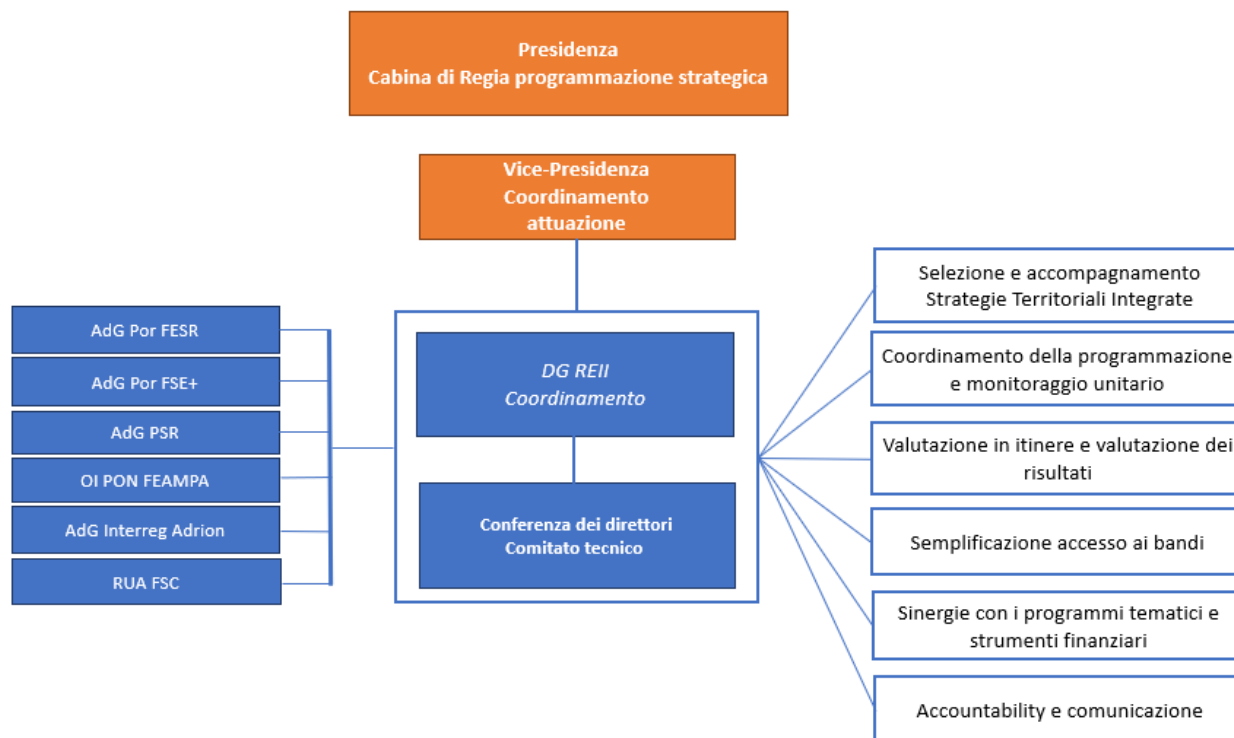 Presidenza
Cabina di Regia programmazione strategica
Vice-Presidenza
Coordinamento
attuazione
AdG Por FESR
AdG Por FSE+
AdG PSR
OI PON FEAMPA
AdG Interreg Adrion
RUA FSC
DG REII
Coordinamento
Conferenza dei direttori
Comitato tecnico
Selezione e accompagnamento
Strategie Territoriali Integrate
Coordinamento della programmazione
e monitoraggio unitario
Valutazione in itinere e valutazione dei
risultati
Semplificazione accesso ai bandi
Sinergie con i programmi tematici e
strumenti finanziari
Accountability e comunicazione